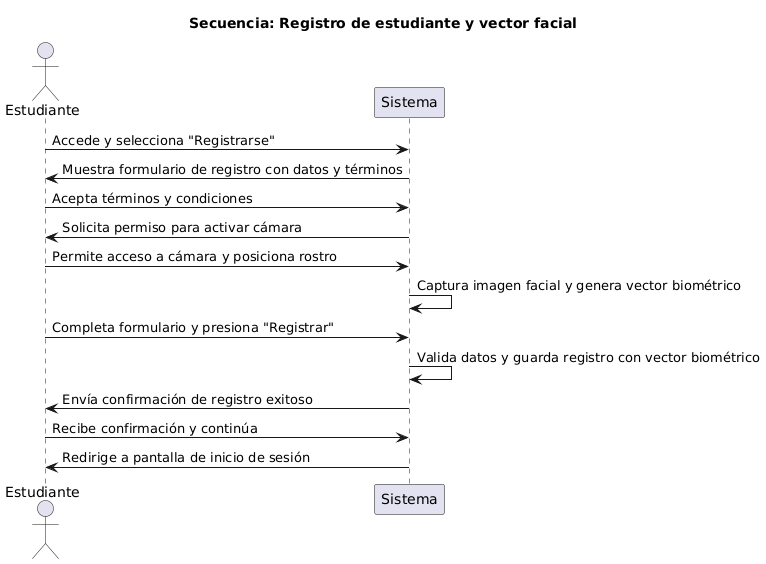 Secuencia: Registro de estudiante y vector facial
Estudiante
Sistema
Accede y selecciona "Registrarse"
Muestra formulario de registro con datos y términos
Acepta términos y condiciones
Solicita permiso para activar cámara
Permite acceso a cámara y posiciona rostro
Captura imagen facial y genera vector biométrico
Completa formulario y presiona "Registrar"
Valida datos y guarda registro con vector biométrico
Envía confirmación de registro exitoso
Recibe confirmación y continúa
Redirige a pantalla de inicio de sesión
Estudiante
Sistema